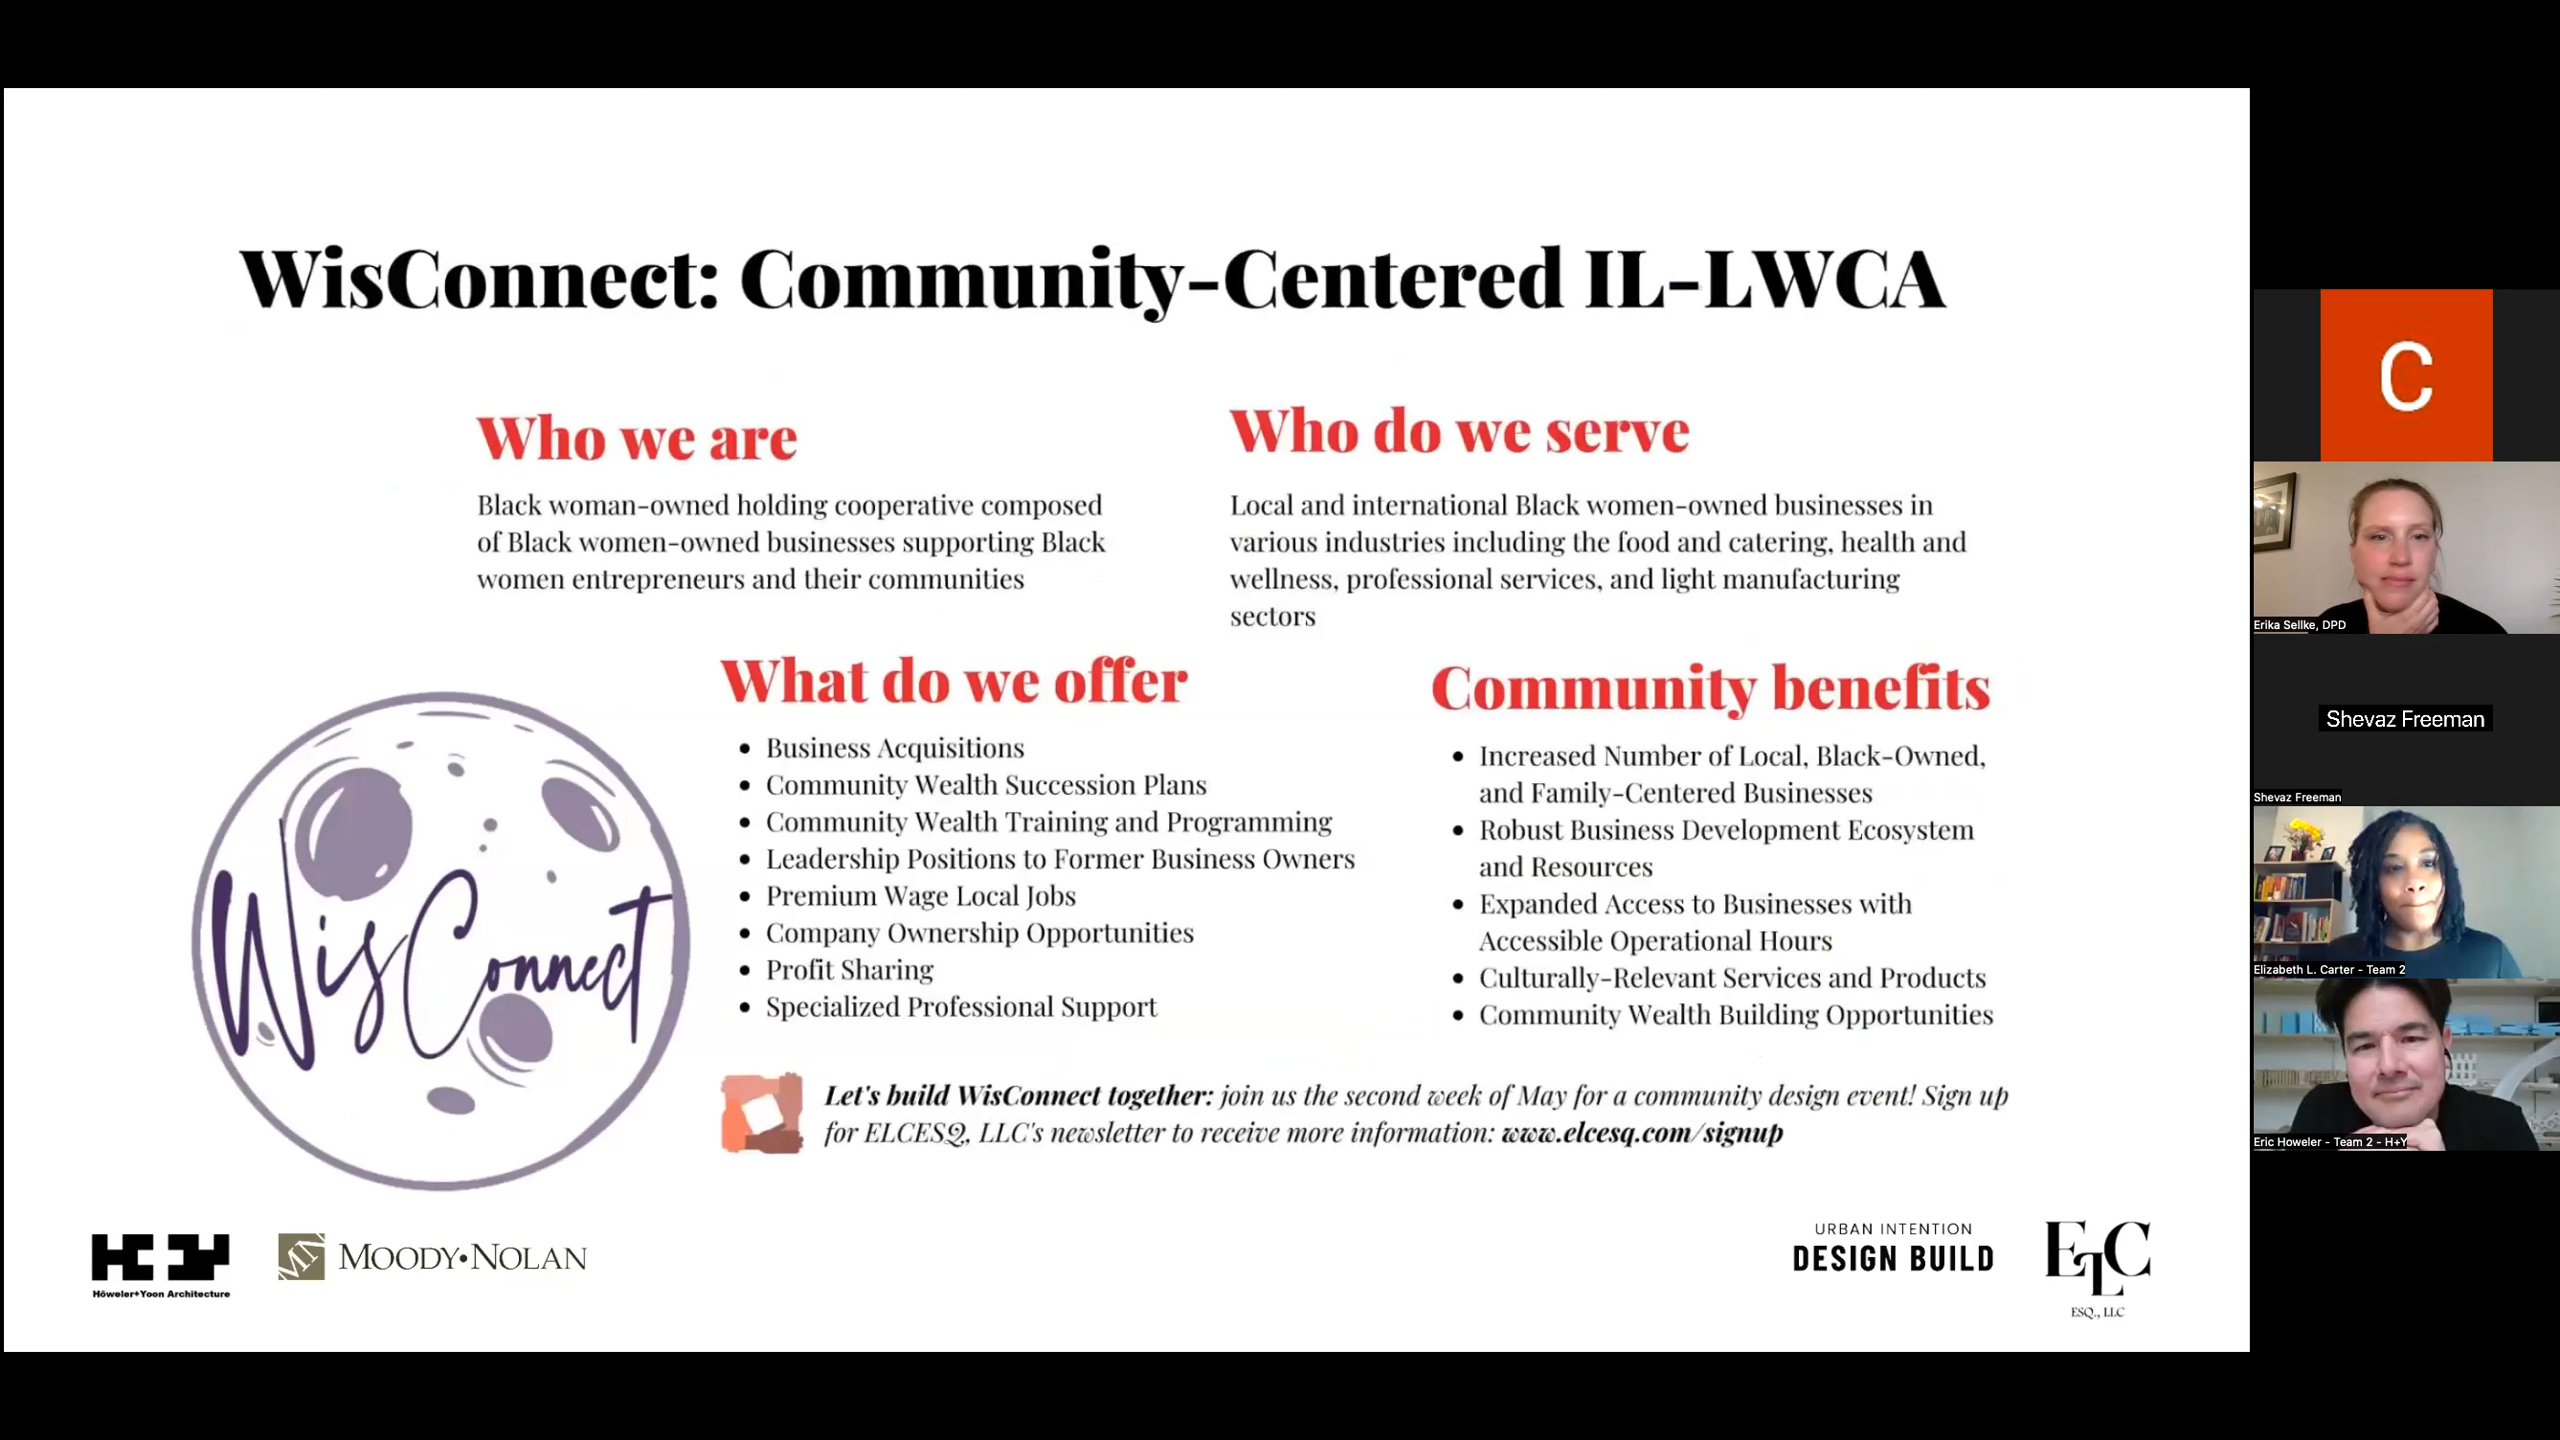 WisConnect: Community-Centered IL-LWCA
Who we are
Black woman-owned holding cooperative composed
of Black women-owned businesses supporting Black
women entrepreneurs and their communities
Who do we serve
Local and international Black women-owned businesses in
various industries including the food and catering, health and
wellness, professional services, and light manufacturing
sectors
What do we offer
• Business Acquisitions
• Community Wealth Succession Plans
• Community Wealth Training and Programming
• Leadership Positions to Former Business Owners
• Premium Wage Local Jobs
• Company Ownership Opportunities
• Profit Sharing
• Specialized Professional Support
Community benefits
• Increased Number of Local, Black-Owned,
and Family-Centered Businesses
• Robust Business Development Ecosystem
and Resources
• Expanded Access to Businesses with
Accessible Operational Hours
• Culturally-Relevant Services and Products
• Community Wealth Building Opportunities
WisConnect
Let's build WisConnect together: join us the second week of May for a community design event! Sign up
for ELCESQ, LLC's newsletter to receive more information: www.elcesq.com/signup
HY
Höweler+Yoon Architecture
MN
MOODY•NOLAN
URBAN INTENTION
DESIGN BUILD
ELC
ESQ., LLC
C
Erika Sellke, DPD
Shevaz Freeman
Shevaz Freeman
Elizabeth L. Carter - Team 2
Eric Howeler - Team 2 - H+Y